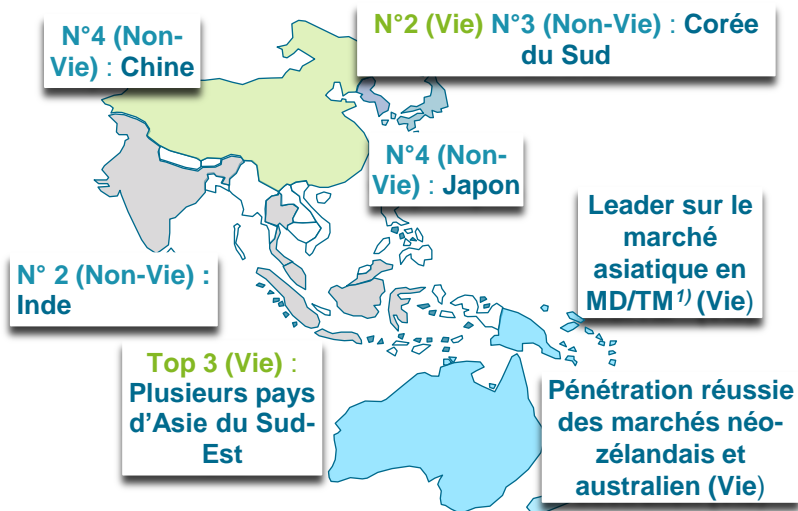 N°4 (Non-
Vie) : Chine
N°2 (Vie) N°3 (Non-Vie) : Corée
du Sud
N°4 (Non-
Vie) : Japon
Leader sur le
marché
asiatique en
MD/TM1) (Vie)
N° 2 (Non-Vie) :
Inde
Top 3 (Vie) :
Plusieurs pays
d’Asie du Sud-
Est
Pénétration réussie
des marchés néo-
zélandais et
australien (Vie)